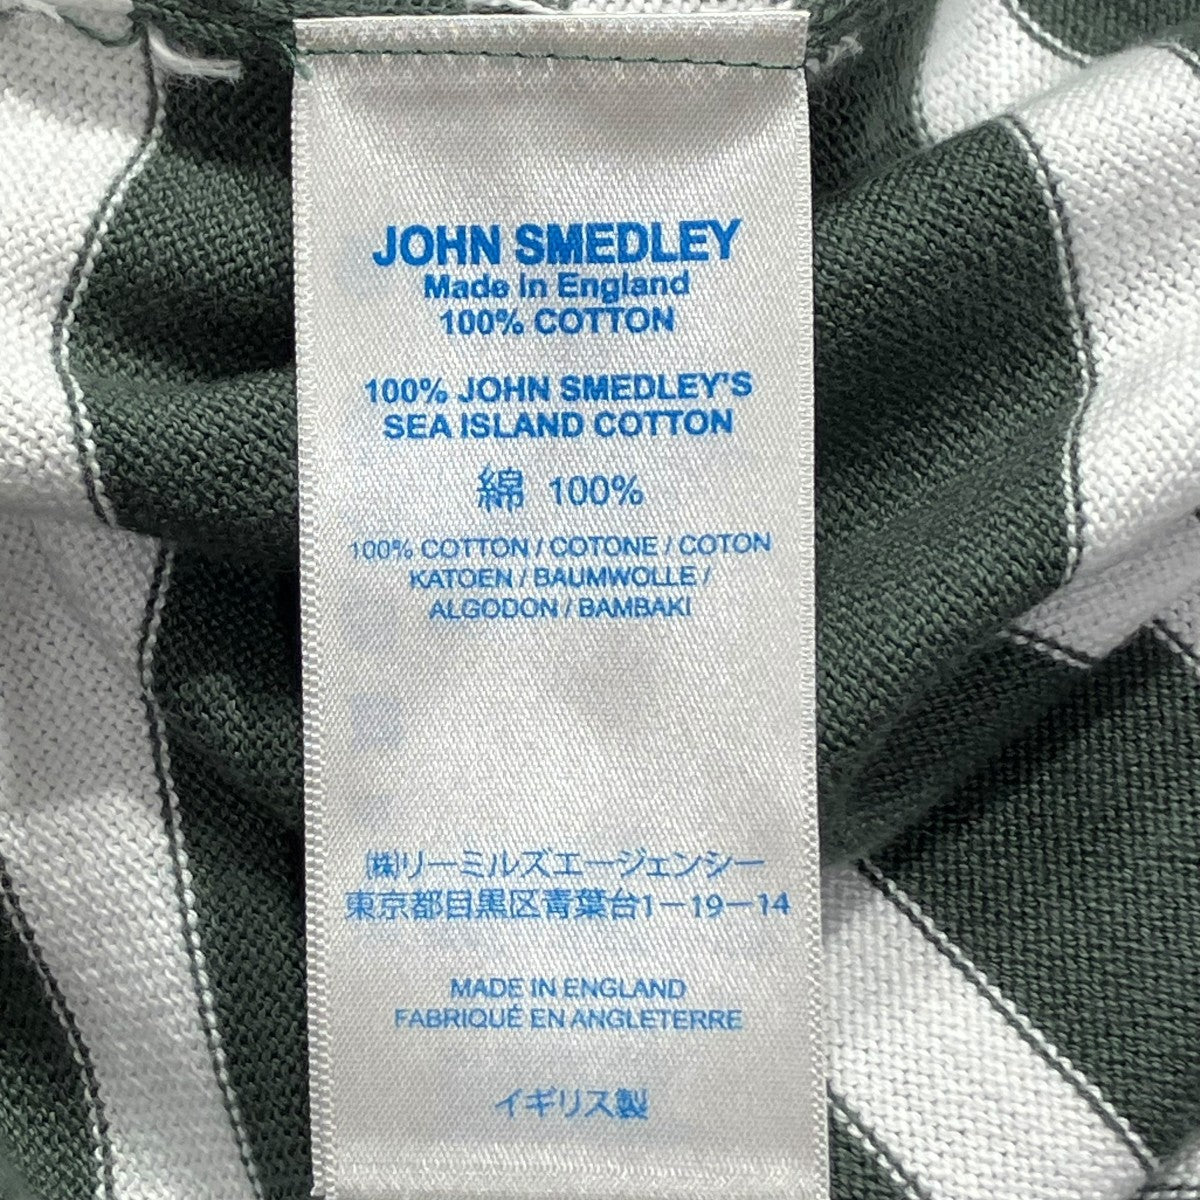 JOHN SMEDLEY
Made in England
100% COTTON
100% JOHN SMEDLEY'S
SEA ISLAND COTTON
綿 100%
100% COTTON / COTONE / COTON
KATOEN / BAUMWOLLE /
ALGODON / BAMBAKI
㈱リーミルズエージェンシー
東京都目黒区青葉台1-19-14
MADE IN ENGLAND
FABRIQUÉ EN ANGLETERRE
イギリス製